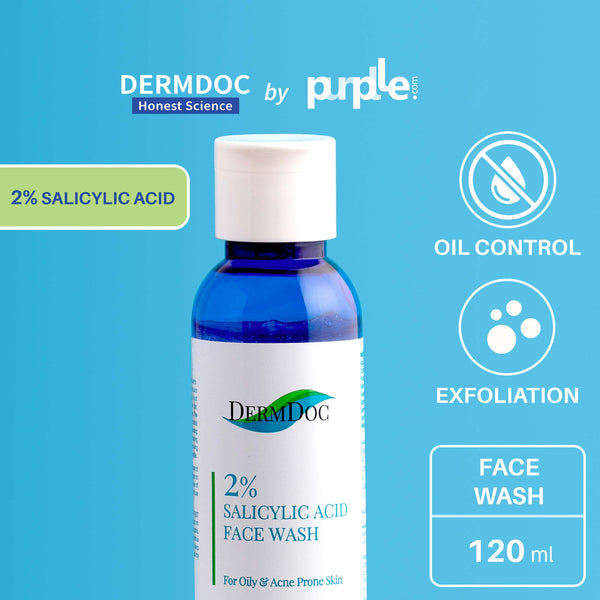 DERMDOC
Honest Science
by purplle.com
2% SALICYLIC ACID
OIL CONTROL
EXFOLIATION
DERMDOC
2%
SALICYLIC ACID
FACE WASH
For Oily & Acne Prone Skin
FACE
WASH
120 ml